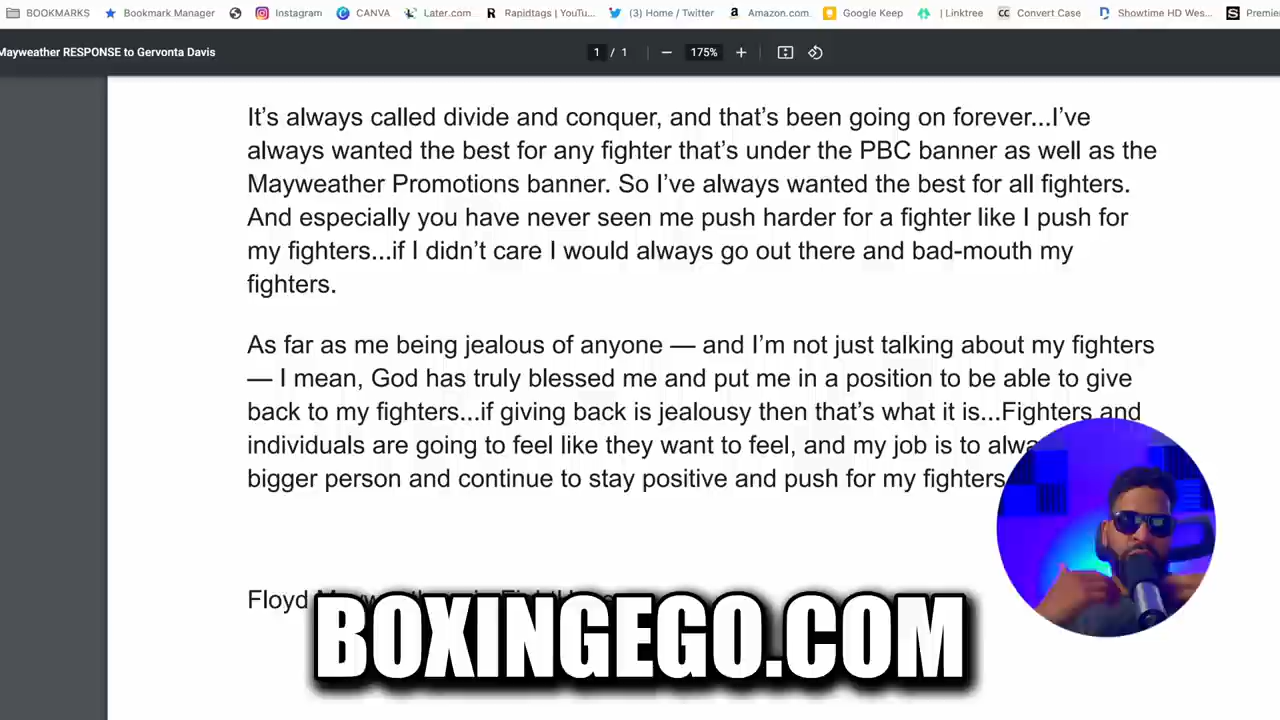 BOOKMARKS Bookmark Manager Instagram CANVA Later.com Rapidtags | YouTu... (3) Home / Twitter Amazon.com Google Keep | Linktree CC Convert Case Showtime HD Wes... S Premie
Mayweather RESPONSE to Gervonta Davis 1 / 1 — 175% +
It’s always called divide and conquer, and that’s been going on forever...I’ve
always wanted the best for any fighter that’s under the PBC banner as well as the
Mayweather Promotions banner. So I’ve always wanted the best for all fighters.
And especially you have never seen me push harder for a fighter like I push for
my fighters...if I didn’t care I would always go out there and bad-mouth my
fighters.
As far as me being jealous of anyone — and I’m not just talking about my fighters
— I mean, God has truly blessed me and put me in a position to be able to give
back to my fighters...if giving back is jealousy then that’s what it is...Fighters and
individuals are going to feel like they want to feel, and my job is to
bigger person and continue to stay positive and push for my fighters
Floyd
BOXINGEGO.COM